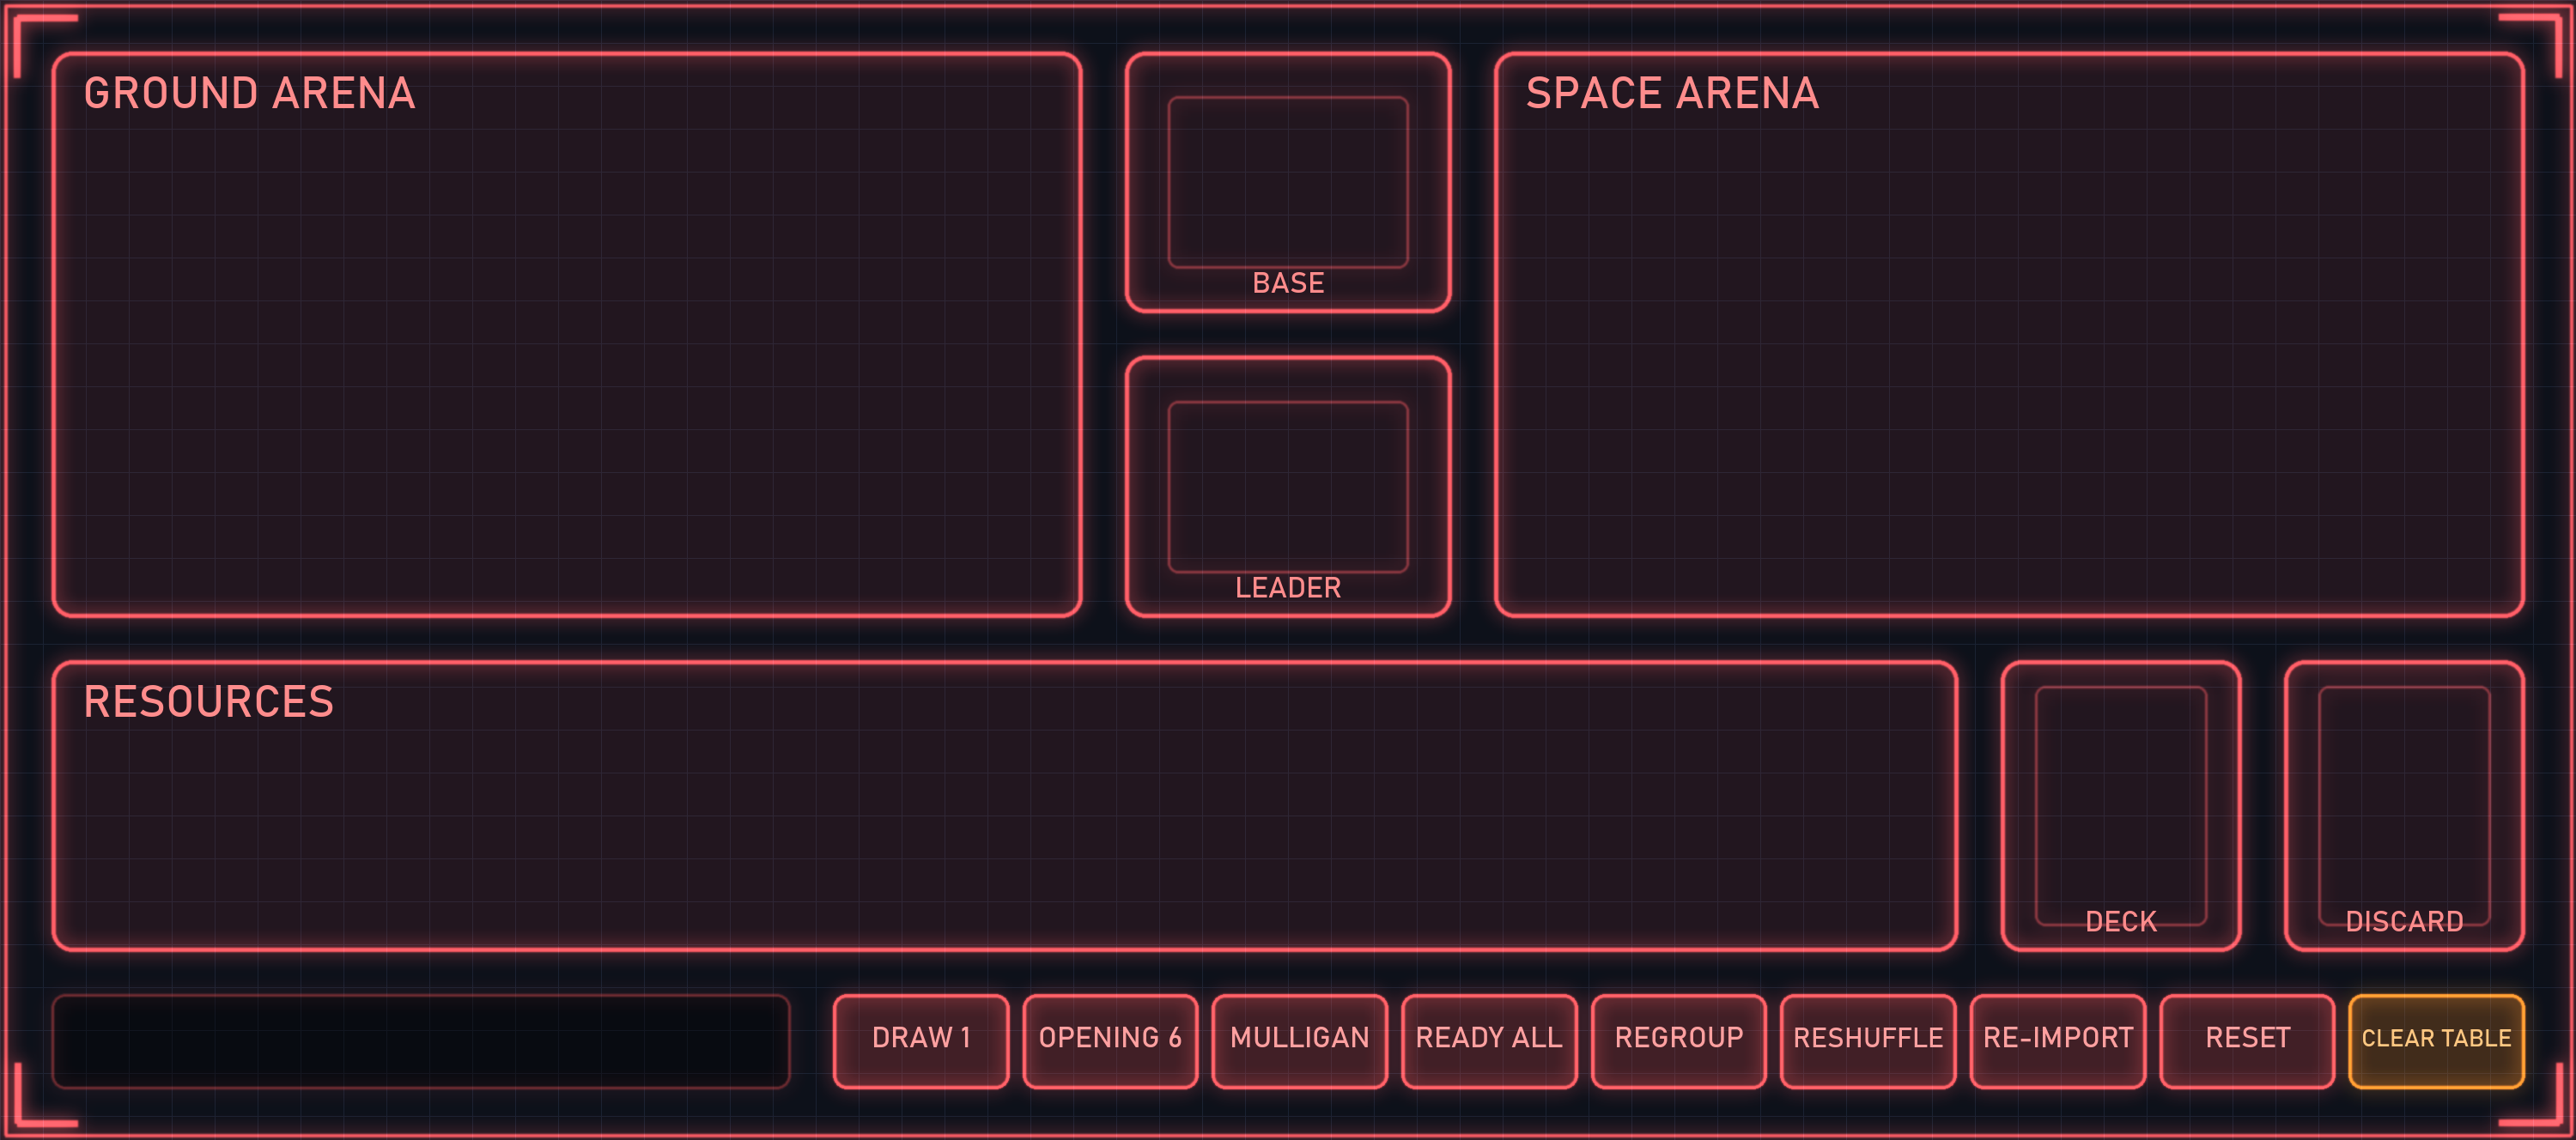 GROUND ARENA
BASE
SPACE ARENA
LEADER
RESOURCES
DECK
DISCARD
DRAW 1
OPENING 6
MULLIGAN
READY ALL
REGROUP
RESHUFFLE
RE-IMPORT
RESET
CLEAR TABLE